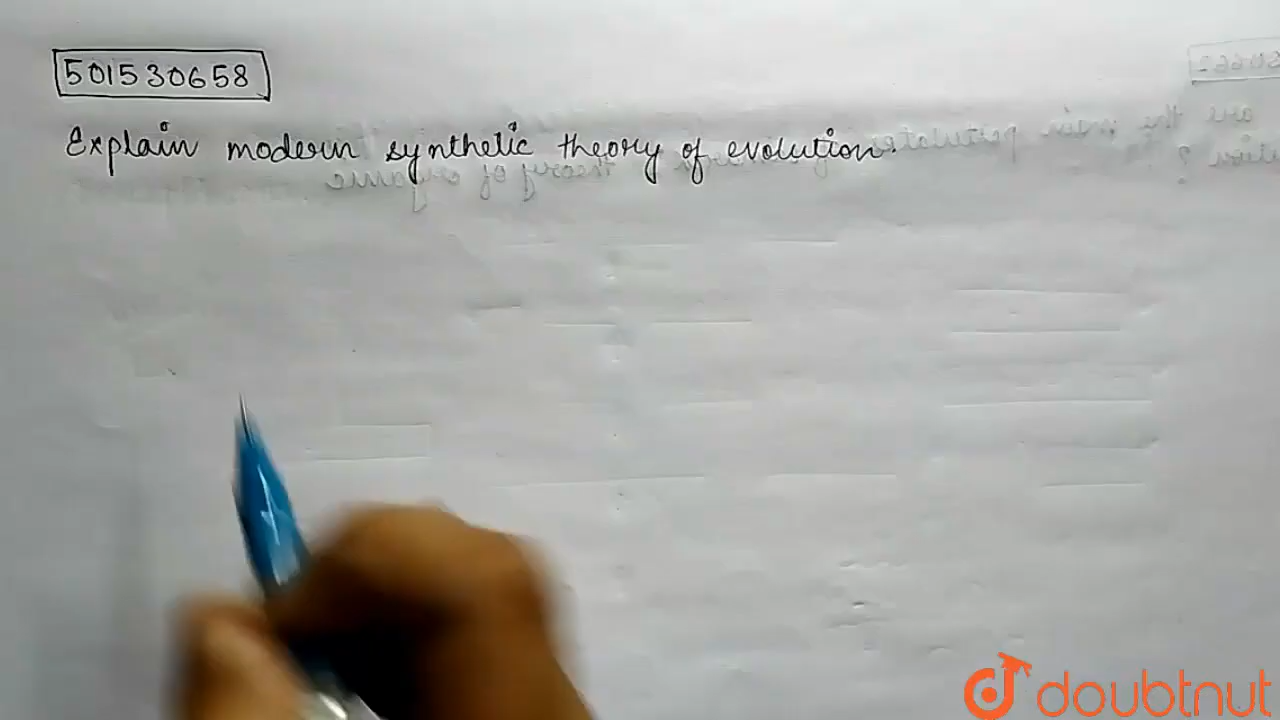 501530658
Explain modern synthetic theory of evolution.
doubtnut